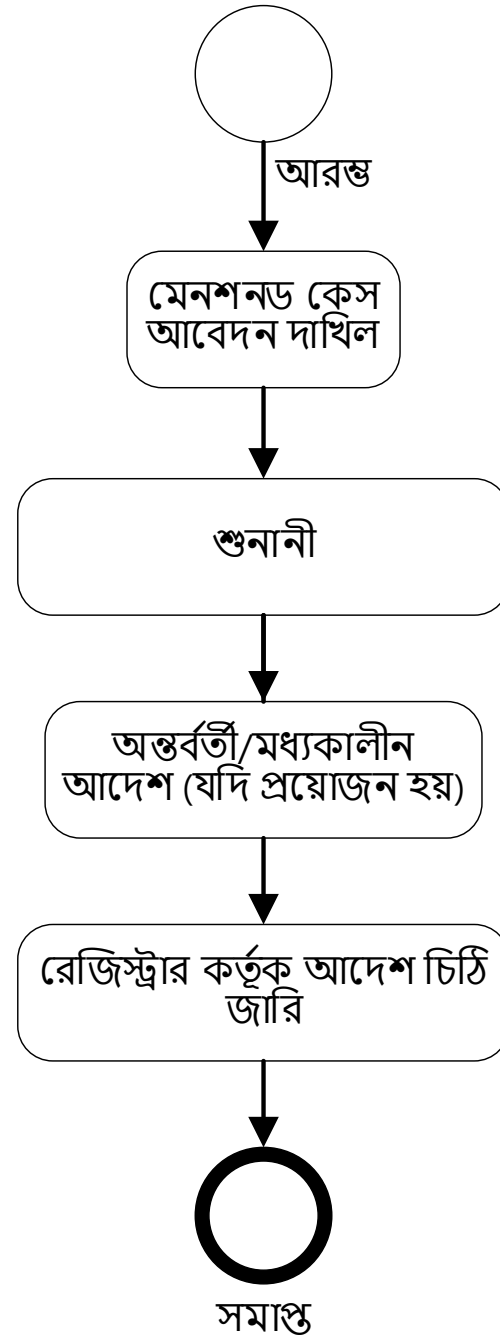 আরম্ভ
মেনশনড কেস
আবেদন দাখিল
শুনানী
অন্তর্বর্তী/মধ্যকালীন
আদেশ (যদি প্রয়োজন হয়)
রেজিস্ট্রার কর্তৃক আদেশ চিঠি
জারি
সমাপ্ত